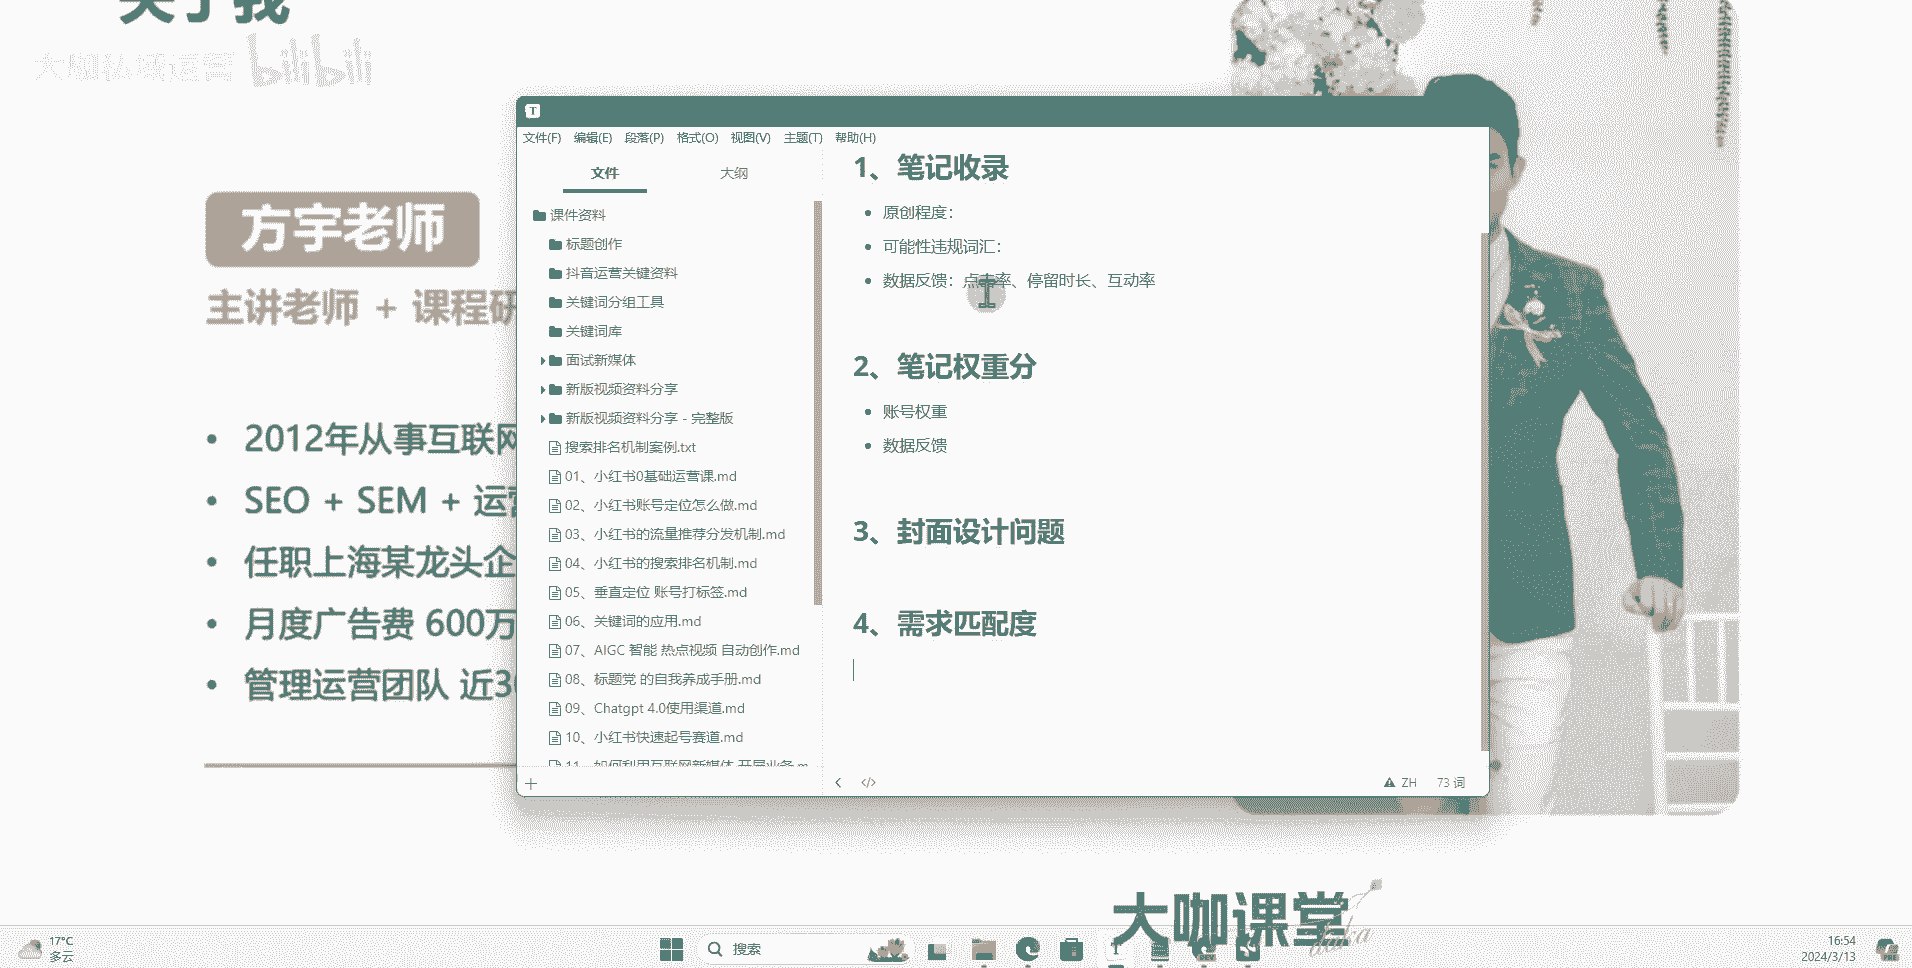 关于我
大咖私域运营 bilibili
方宇老师
主讲老师 + 课程研
2012年从事互联网
SEO + SEM + 运营
任职上海某龙头企
月度广告费 600万
管理运营团队 近30
T
文件(F) 编辑(E) 段落(P) 格式(O) 视图(V) 主题(T) 帮助(H)
文件 大纲
课件资料
标题创作
抖音运营关键资料
关键词分组工具
关键词库
面试新媒体
新版视频资料分享
新版视频资料分享 - 完整版
搜索排名机制案例.txt
01、小红书0基础运营课.md
02、小红书账号定位怎么做.md
03、小红书的流量推荐分发机制.md
04、小红书的搜索排名机制.md
05、垂直定位 账号打标签.md
06、关键词的应用.md
07、AIGC 智能 热点视频 自动创作.md
08、标题党 的自我养成手册.md
09、Chatgpt 4.0使用渠道.md
10、小红书快速起号赛道.md
11、如何利用互联网新媒体 开展业务.m
1、笔记收录
原创程度：
可能性违规词汇：
数据反馈：点击率、停留时长、互动率
2、笔记权重分
账号权重
数据反馈
3、封面设计问题
4、需求匹配度
ZH 73 词
大咖课堂
daka
17°C
多云
搜索
16:54
2024/3/13